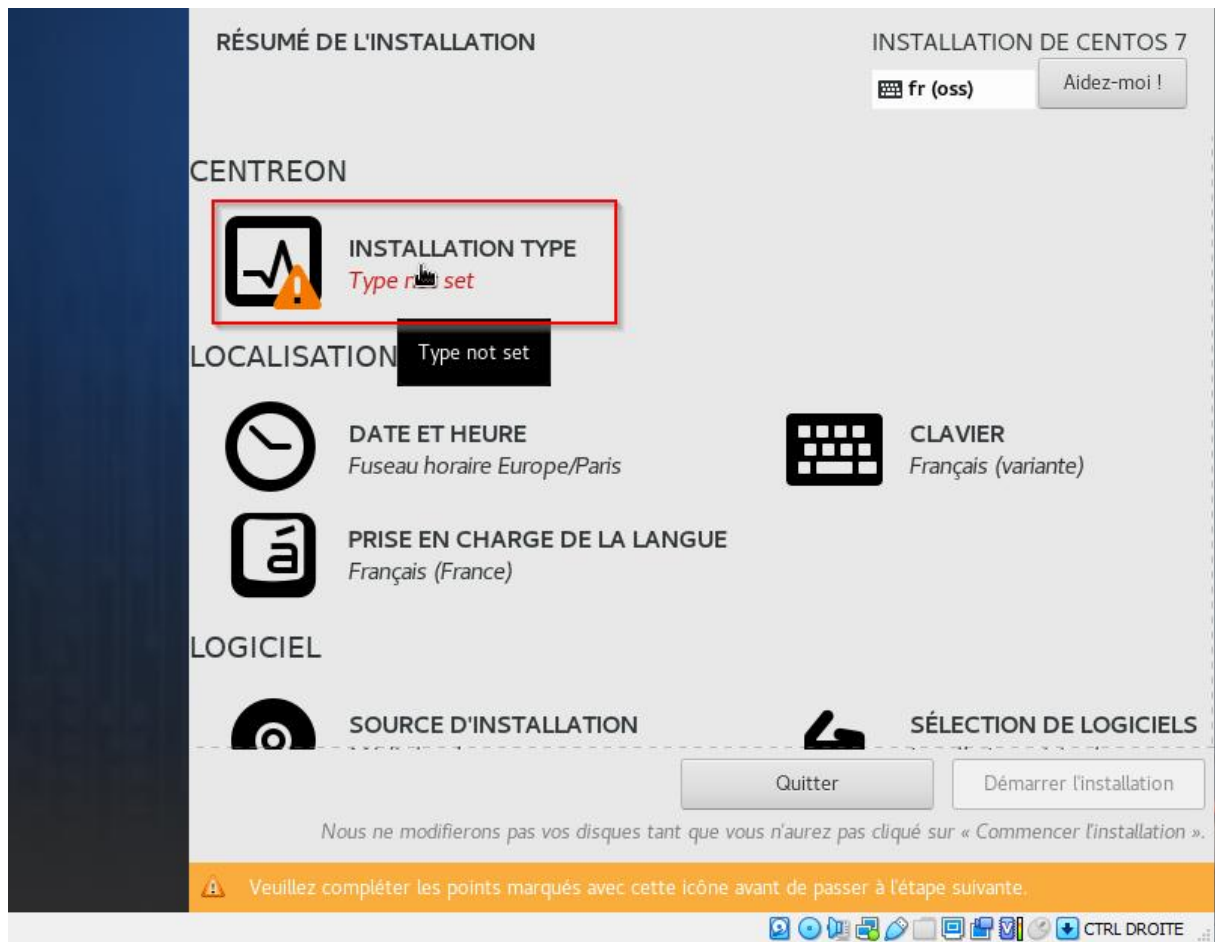 RÉSUMÉ DE L'INSTALLATION
INSTALLATION DE CENTOS 7
fr (oss)
Aidez-moi !
CENTREON
INSTALLATION TYPE
Type set
LOCALISATION
Type not set
DATE ET HEURE
Fuseau horaire Europe/Paris
CLAVIER
Français (variante)
PRISE EN CHARGE DE LA LANGUE
Français (France)
LOGICIEL
SOURCE D'INSTALLATION
SÉLECTION DE LOGICIELS
Quitter
Démarrer l'installation
Nous ne modifierons pas vos disques tant que vous n'aurez pas cliqué sur « Commencer l'installation ».
Veuillez compléter les points marqués avec cette icône avant de passer à l'étape suivante.
CTRL DROITE